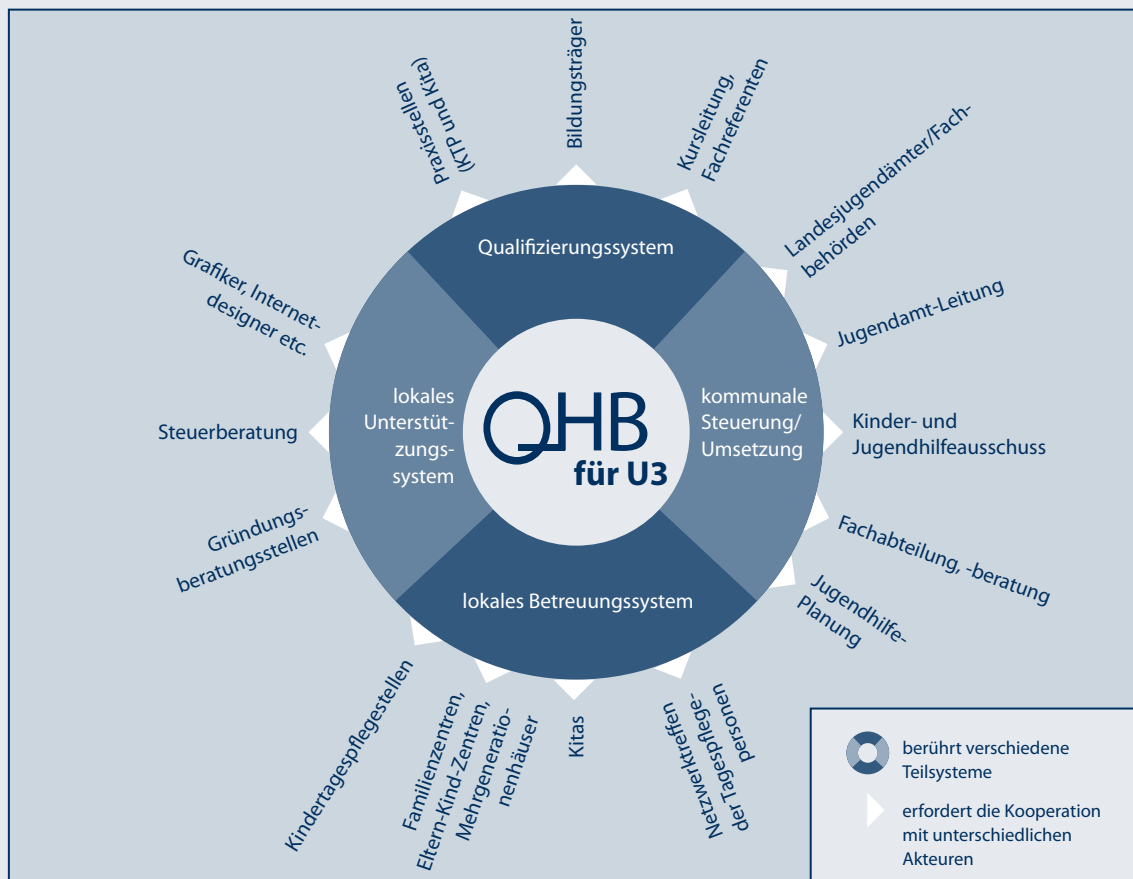 Praxisstellen
(KTP und Kita)
Bildungsträger
Kursleitung,
Fachreferenten
Landesjugendämter/Fach-
behörden
Jugendamt-Leitung
Kinder- und
Jugendhilfeausschuss
Fachabteilung, -beratung
Jugendhilfe-
Planung
Netzwerktreffen
der Tagespflege-
personen
Kitas
Familienzentren,
Eltern-Kind-Zentren,
Mehrgeneratio-
nenhäuser
Kindertagespflegestellen
Gründungs-
beratungsstellen
Steuerberatung
Grafiker, Internet-
designer etc.
Qualifizierungssystem
kommunale
Steuerung/
Umsetzung
lokales Betreuungssystem
lokales
Unterstüt-
zungs-
system
QHB
für U3
berührt verschiedene
Teilsysteme
erfordert die Kooperation
mit unterschiedlichen
Akteuren